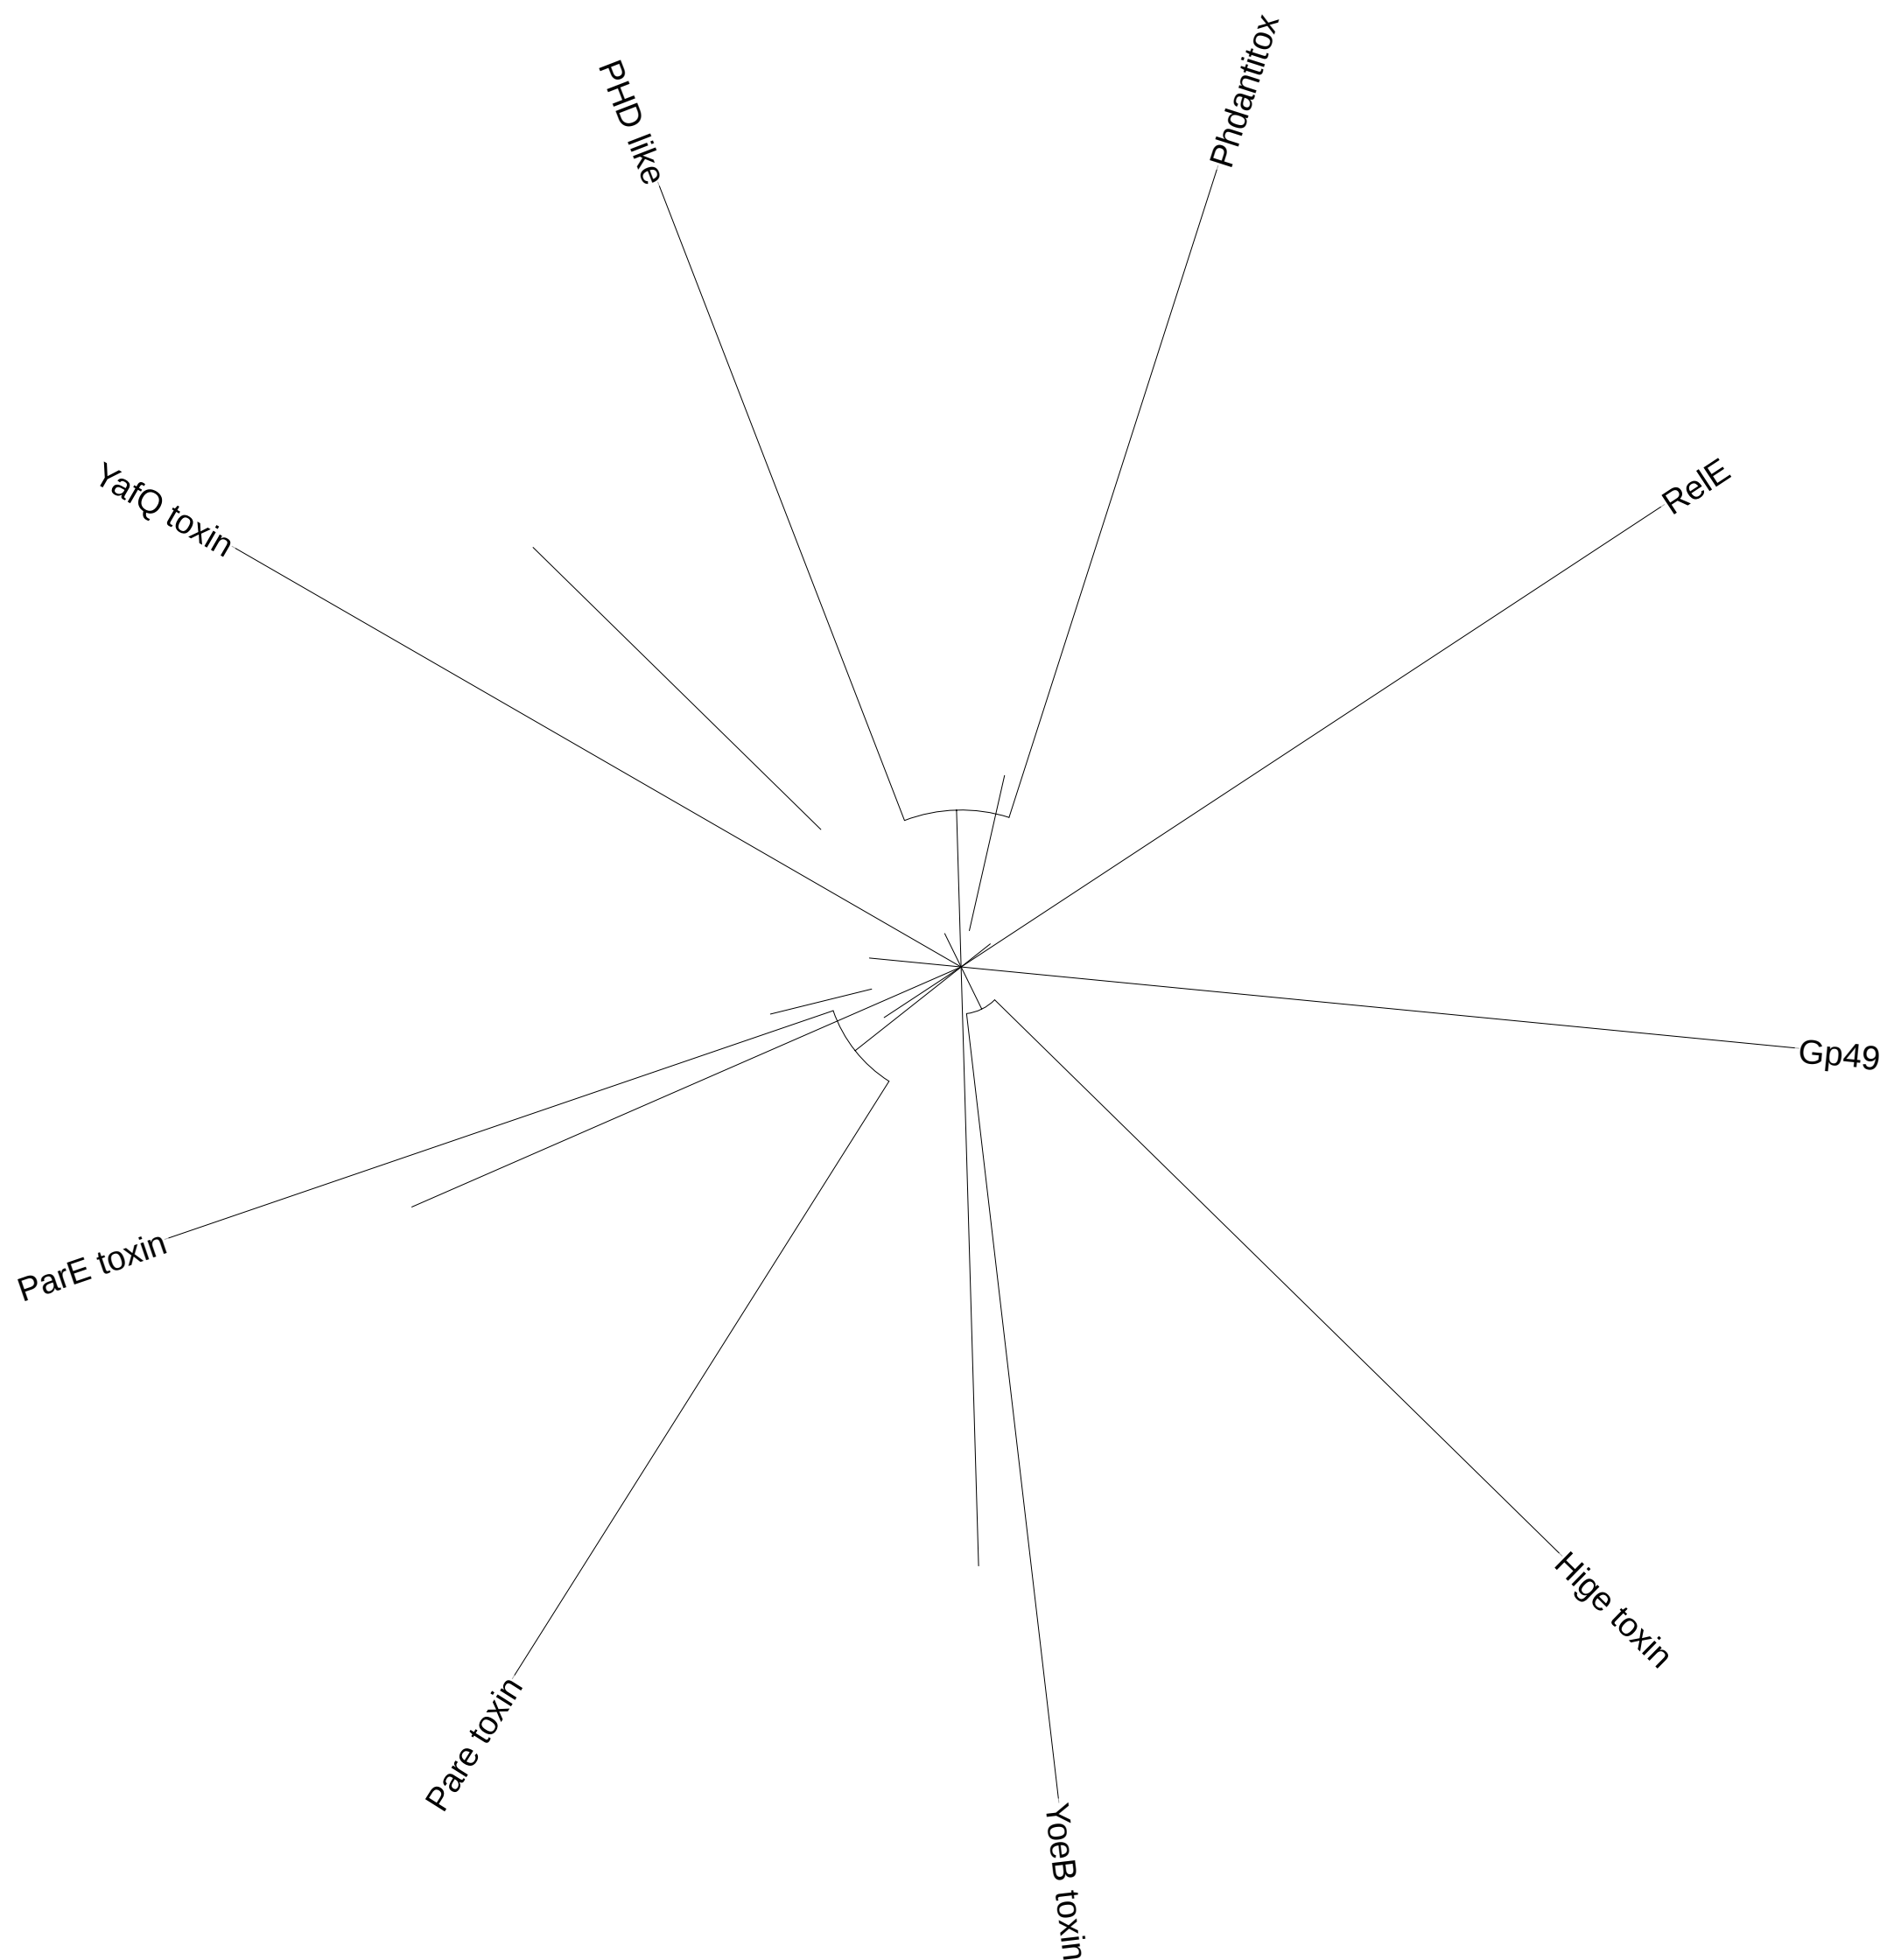 Phdantitox
PHD like
RelE
YafQ toxin
Gp49
ParE toxin
Hige toxin
Pare toxin
YoeB toxin